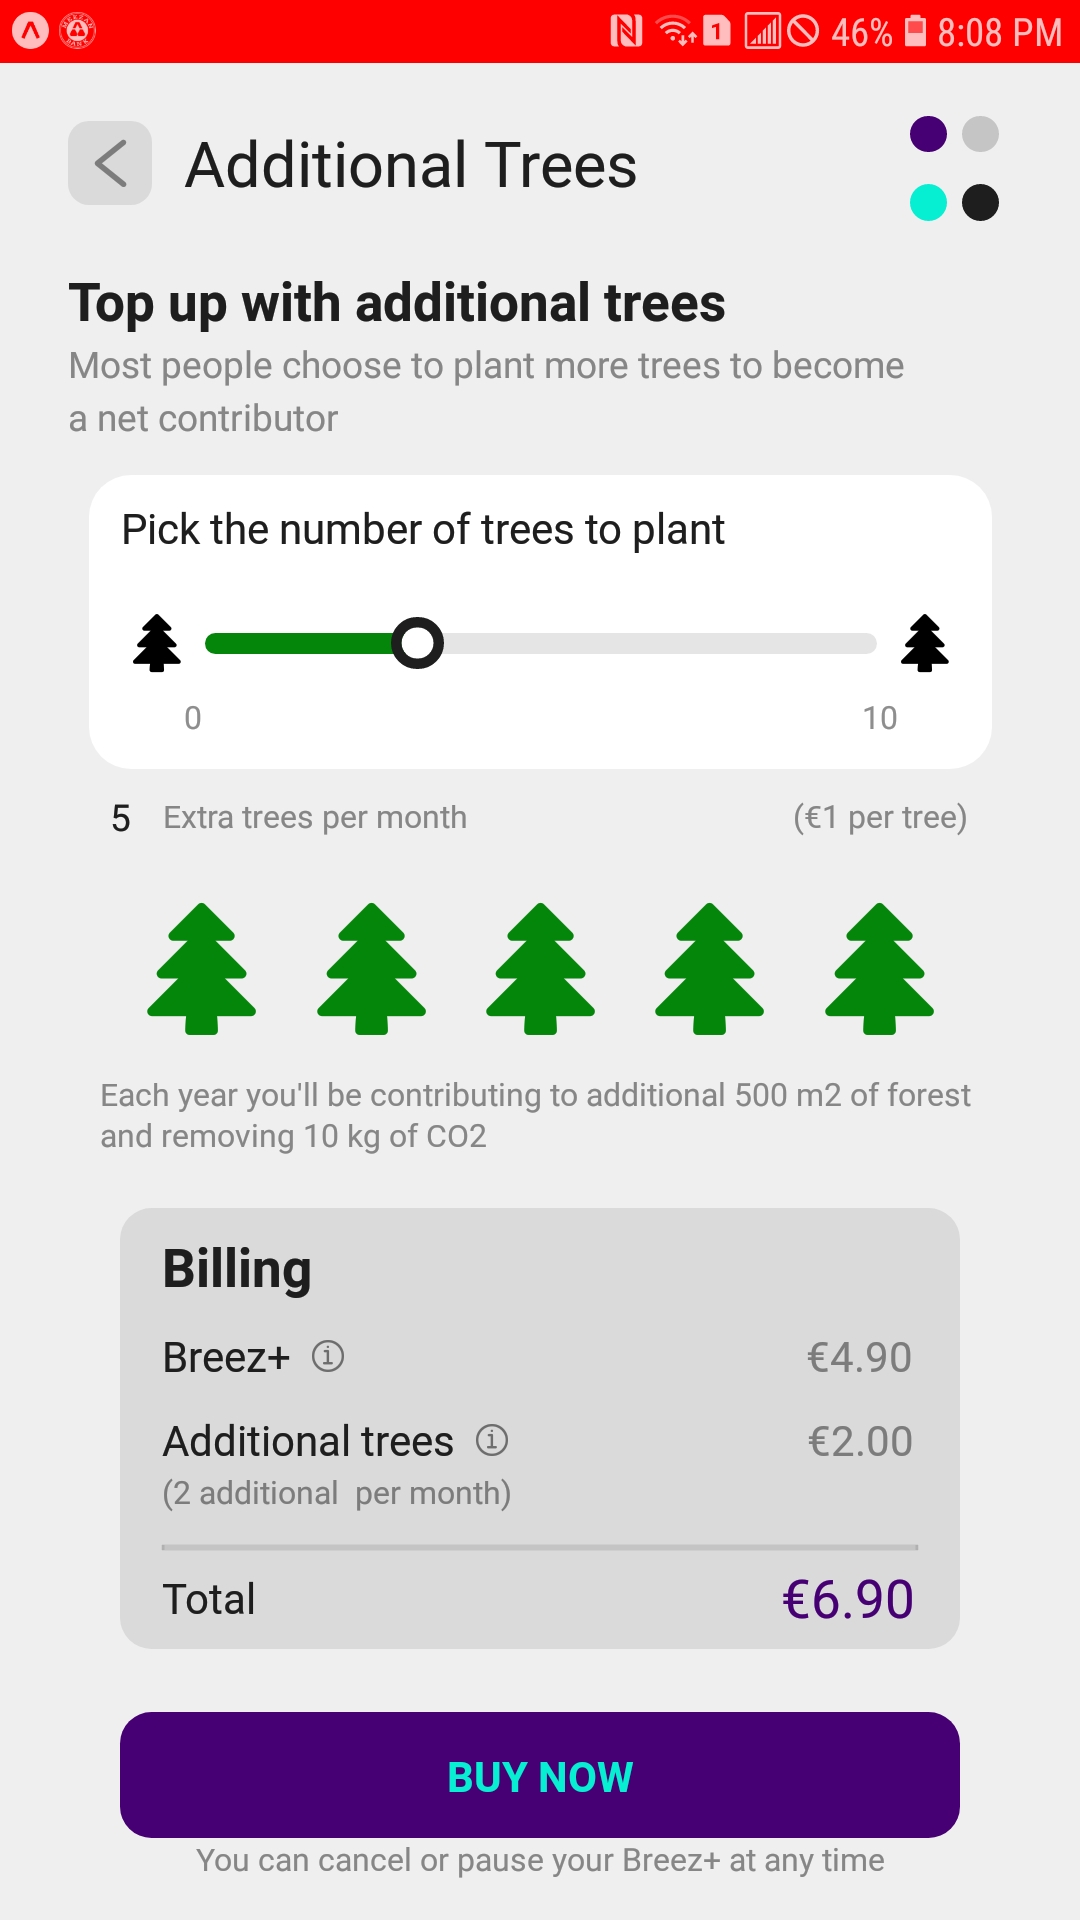 46% 8:08 PM
Additional Trees
Top up with additional trees
Most people choose to plant more trees to become
a net contributor
Pick the number of trees to plant
0 10
5 Extra trees per month (€1 per tree)
Each year you'll be contributing to additional 500 m2 of forest
and removing 10 kg of CO2
Billing
Breez+ €4.90
Additional trees €2.00
(2 additional  per month)
Total €6.90
BUY NOW
You can cancel or pause your Breez+ at any time